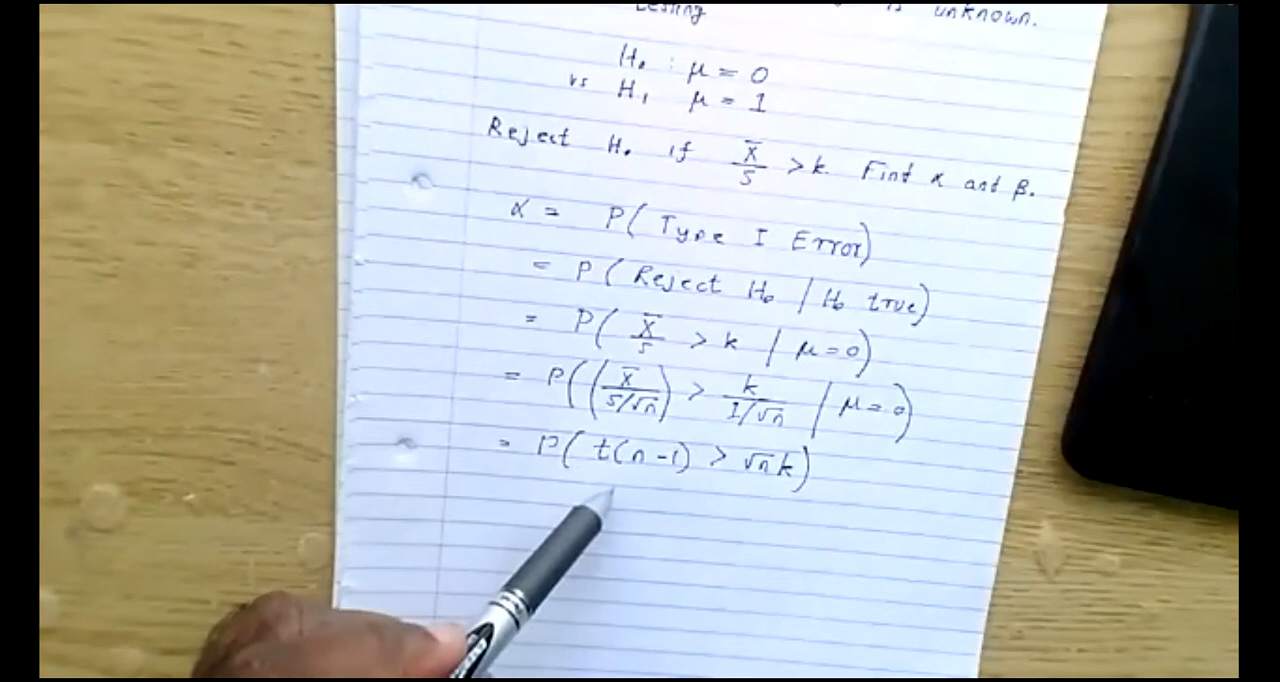 Testing is unknown.
H₀ : μ = 0
vs H₁ μ = 1
Reject H₀ if X̄/S > k. Find α and β.
α = P( Type I Error)
= P ( Reject H₀ / H₀ true)
= P( X̄/S > k / μ = 0)
= P( (X̄/(S/√n)) > k/(1/√n) / μ = 0)
= P( t(n-1) > √n k)